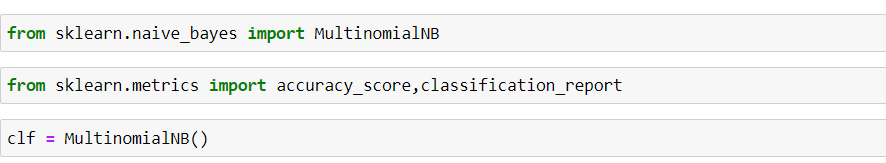 from sklearn.naive_bayes import MultinomialNB
from sklearn.metrics import accuracy_score,classification_report
clf = MultinomialNB()